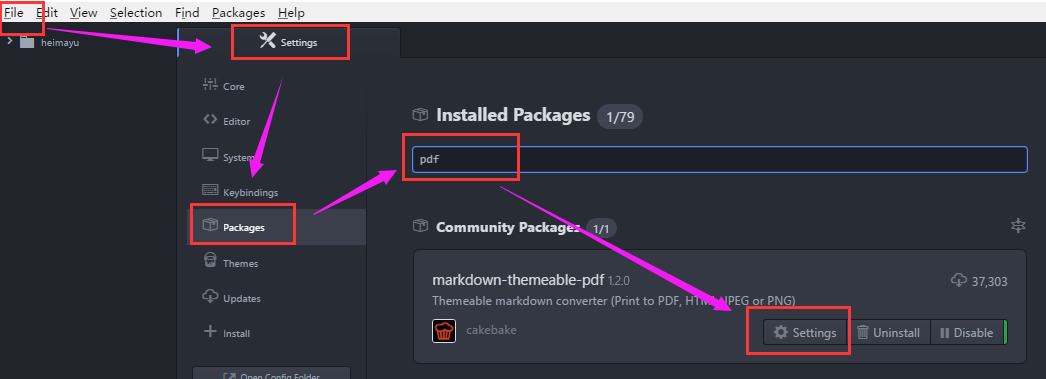 File Edit View Selection Find Packages Help
heimayu
Settings
Core
Editor
System
Keybindings
Packages
Themes
Updates
Install
Open Config Folder
Installed Packages 1/79
pdf
Community Packages 1/1
markdown-themeable-pdf 1.2.0
37,303
Themeable markdown converter (Print to PDF, HTML, JPEG or PNG)
cakebake
Settings Uninstall Disable